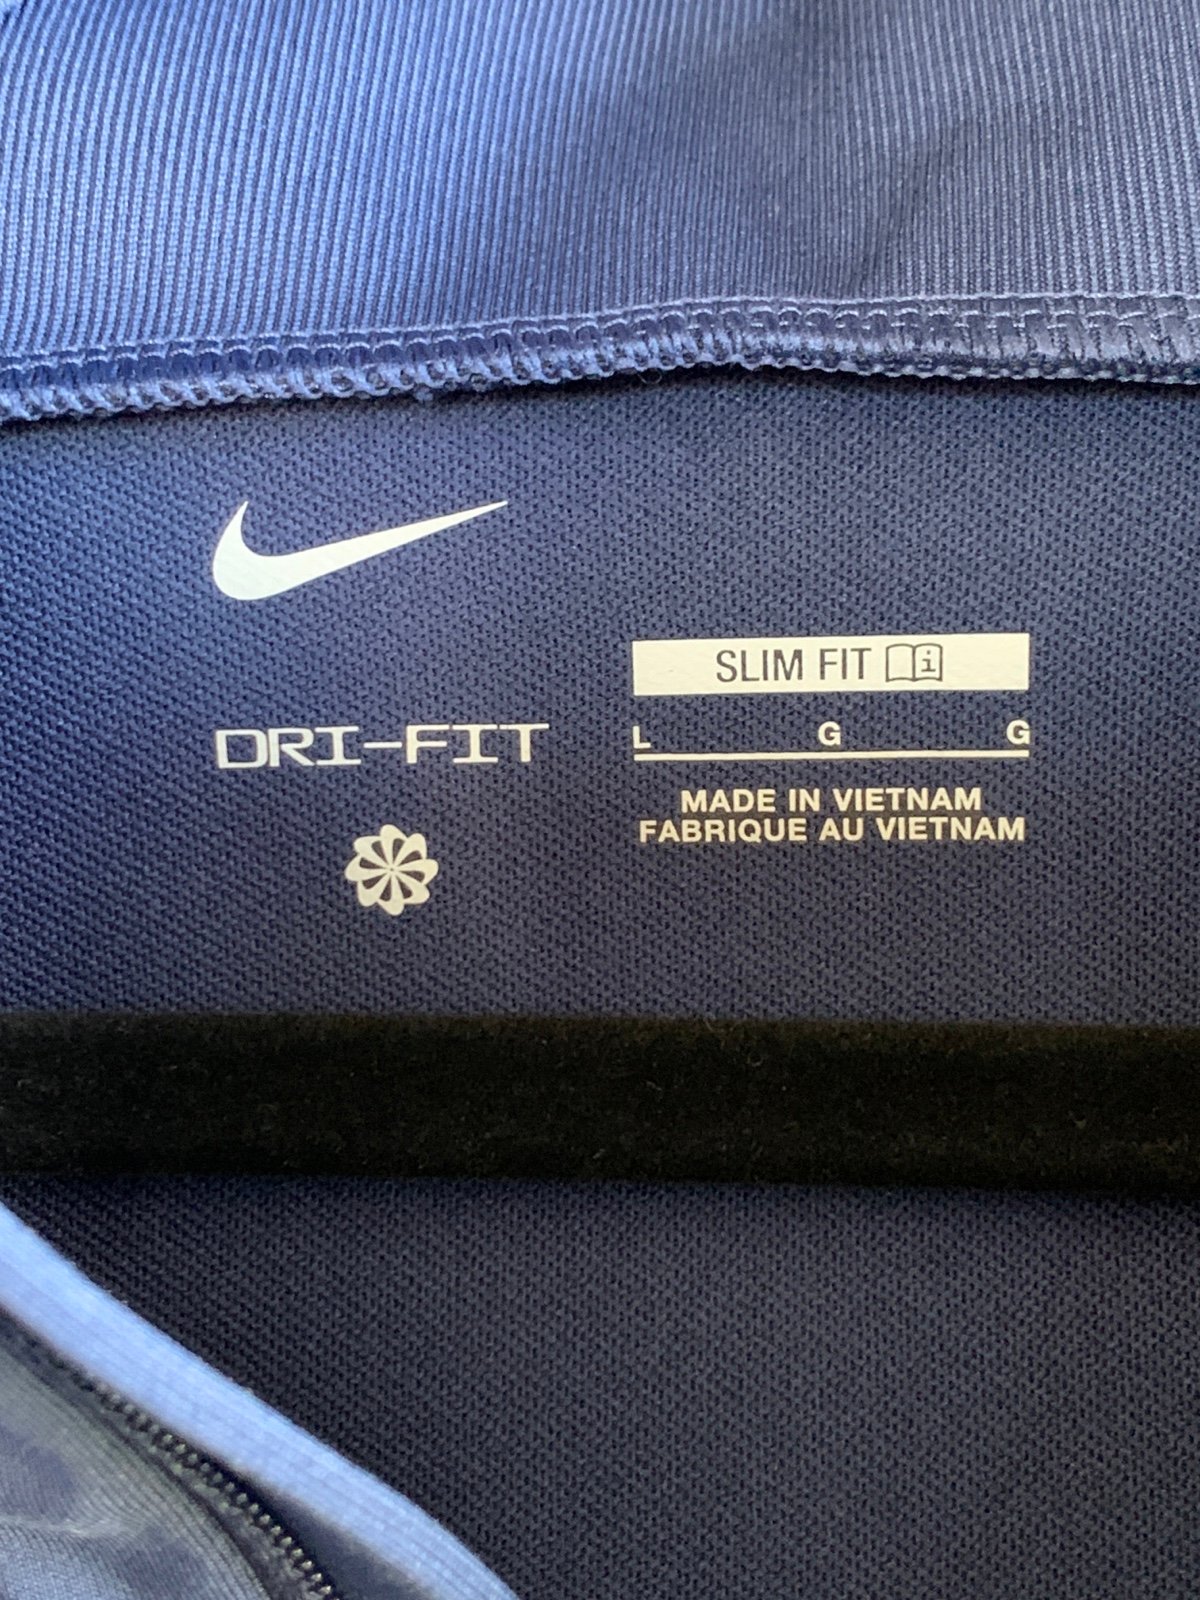 DRI-FIT
SLIM FIT
L G G
MADE IN VIETNAM
FABRIQUE AU VIETNAM